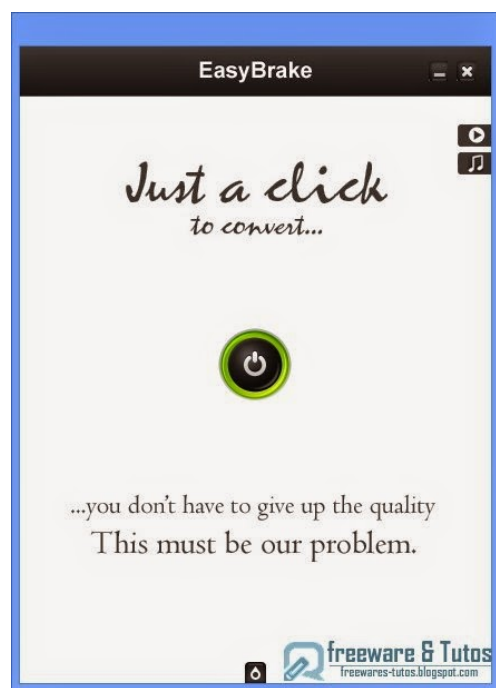 EasyBrake
Just a click
to convert...
...you don't have to give up the quality
This must be our problem.
freeware & Tutos
freewares-tutos.blogspot.com